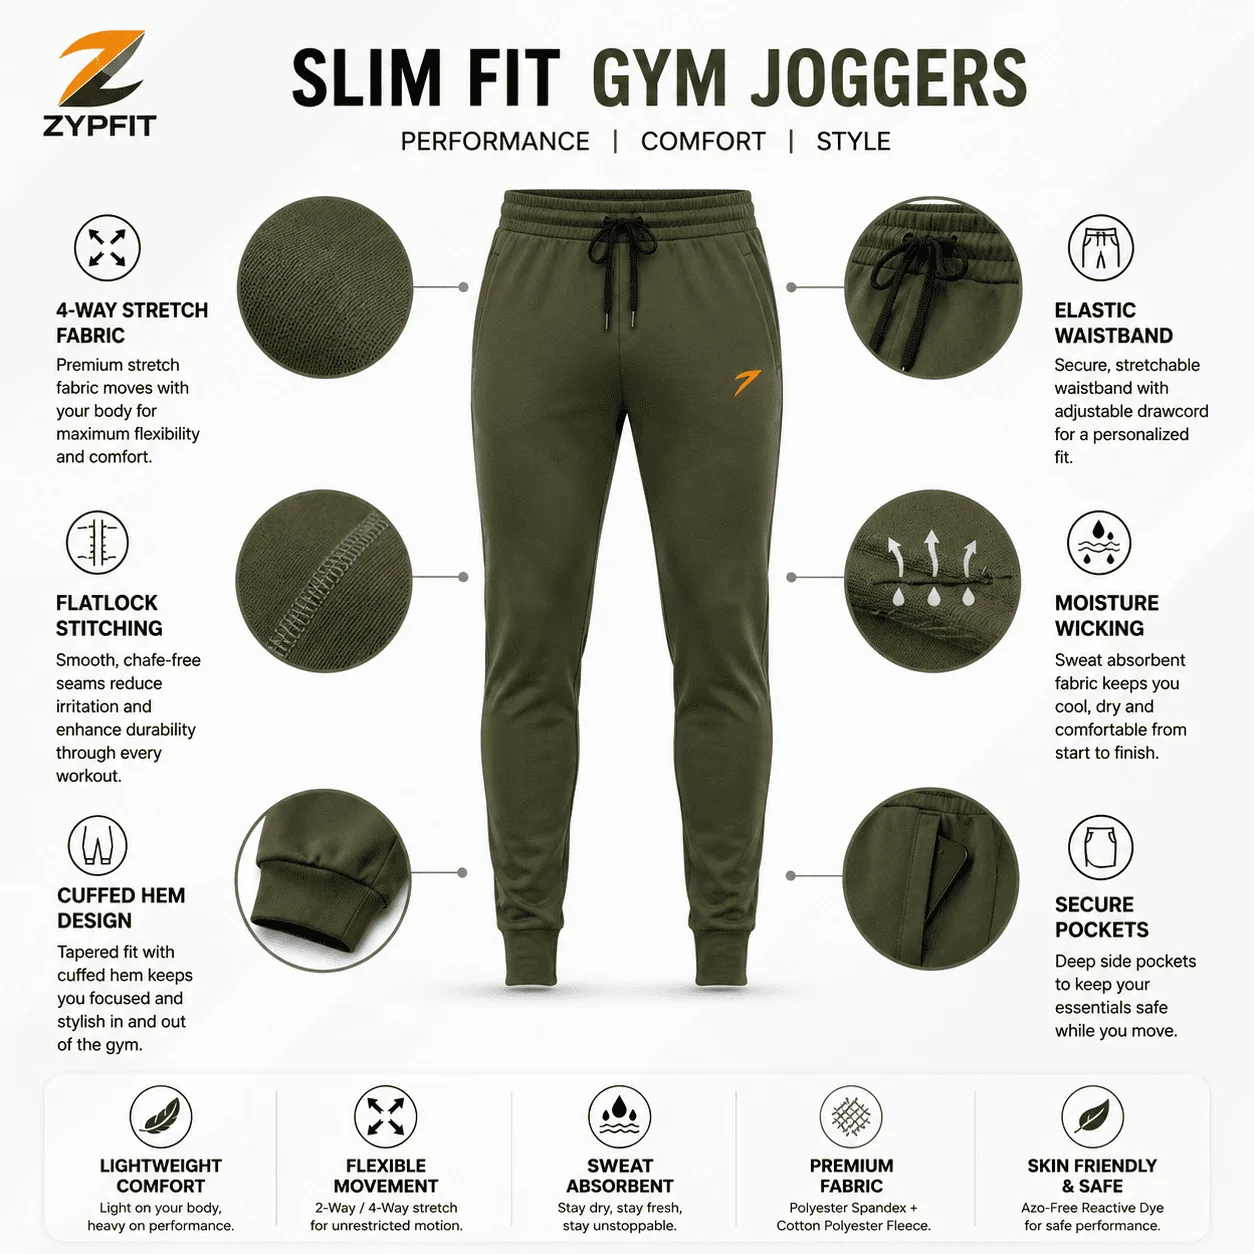 ZYPFIT
SLIM FIT GYM JOGGERS
PERFORMANCE | COMFORT | STYLE
4-WAY STRETCH
FABRIC
Premium stretch
fabric moves with
your body for
maximum flexibility
and comfort.
FLATLOCK
STITCHING
Smooth, chafe-free
seams reduce
irritation and
enhance durability
through every
workout.
CUFFED HEM
DESIGN
Tapered fit with
cuffed hem keeps
you focused and
stylish in and out
of the gym.
ELASTIC
WAISTBAND
Secure, stretchable
waistband with
adjustable drawcord
for a personalized
fit.
MOISTURE
WICKING
Sweat absorbent
fabric keeps you
cool, dry and
comfortable from
start to finish.
SECURE
POCKETS
Deep side pockets
to keep your
essentials safe
while you move.
LIGHTWEIGHT
COMFORT
Light on your body,
heavy on performance.
FLEXIBLE
MOVEMENT
2-Way / 4-Way stretch
for unrestricted motion.
SWEAT
ABSORBENT
Stay dry, stay fresh,
stay unstoppable.
PREMIUM
FABRIC
Polyester Spandex +
Cotton Polyester Fleece.
SKIN FRIENDLY
& SAFE
Azo-Free Reactive Dye
for safe performance.